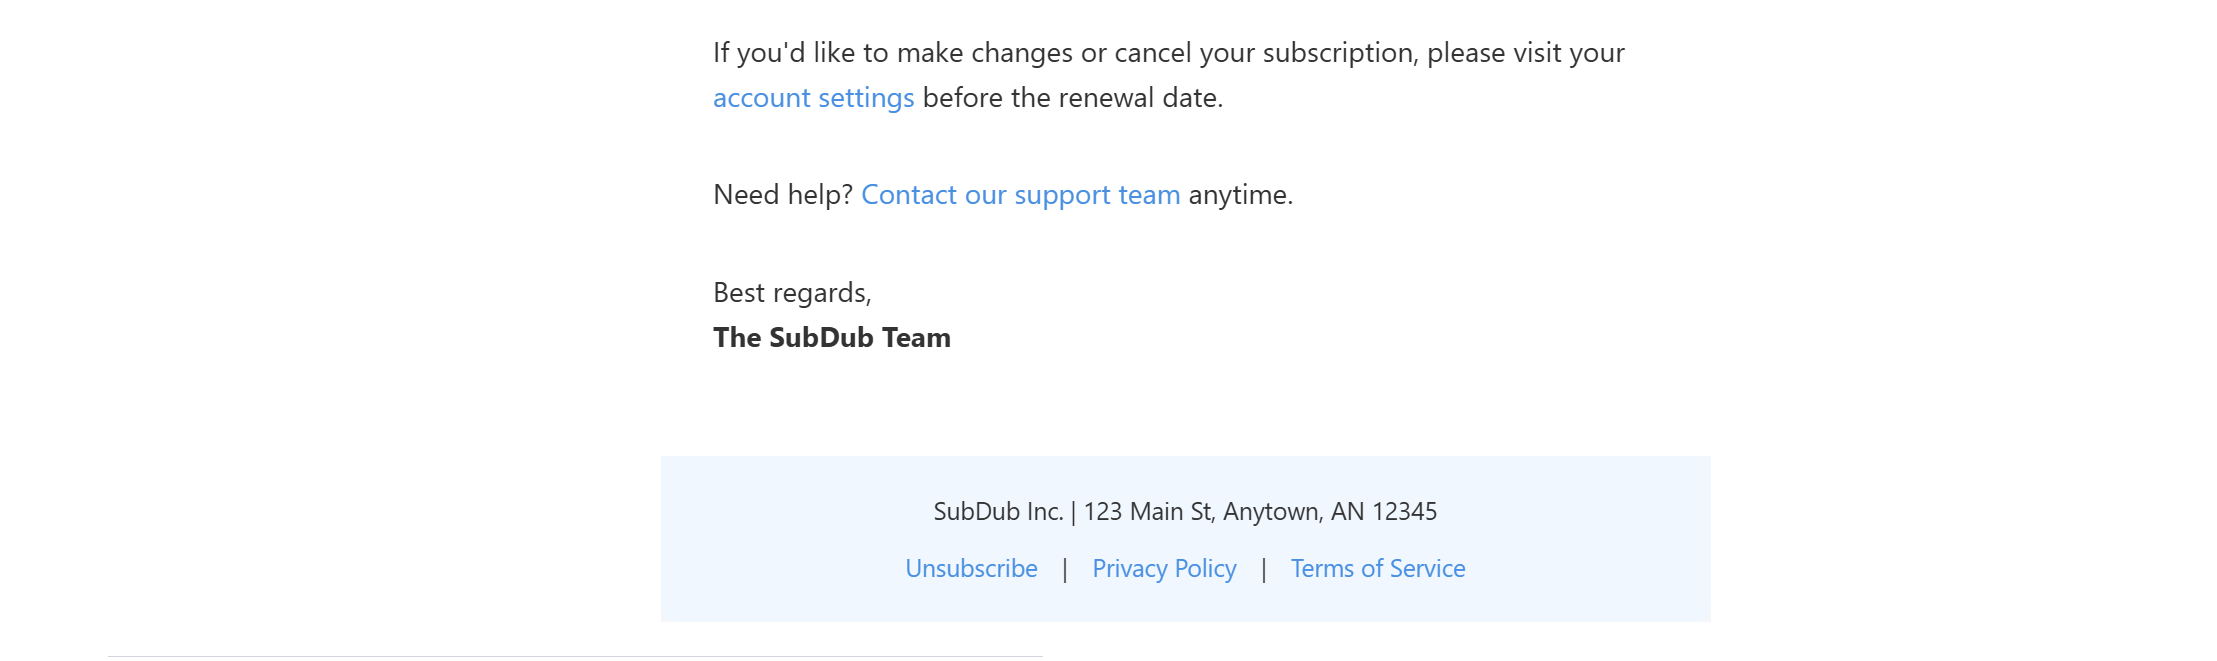 If you'd like to make changes or cancel your subscription, please visit your
account settings before the renewal date.
Need help? Contact our support team anytime.
Best regards,
The SubDub Team
SubDub Inc. | 123 Main St, Anytown, AN 12345
Unsubscribe | Privacy Policy | Terms of Service